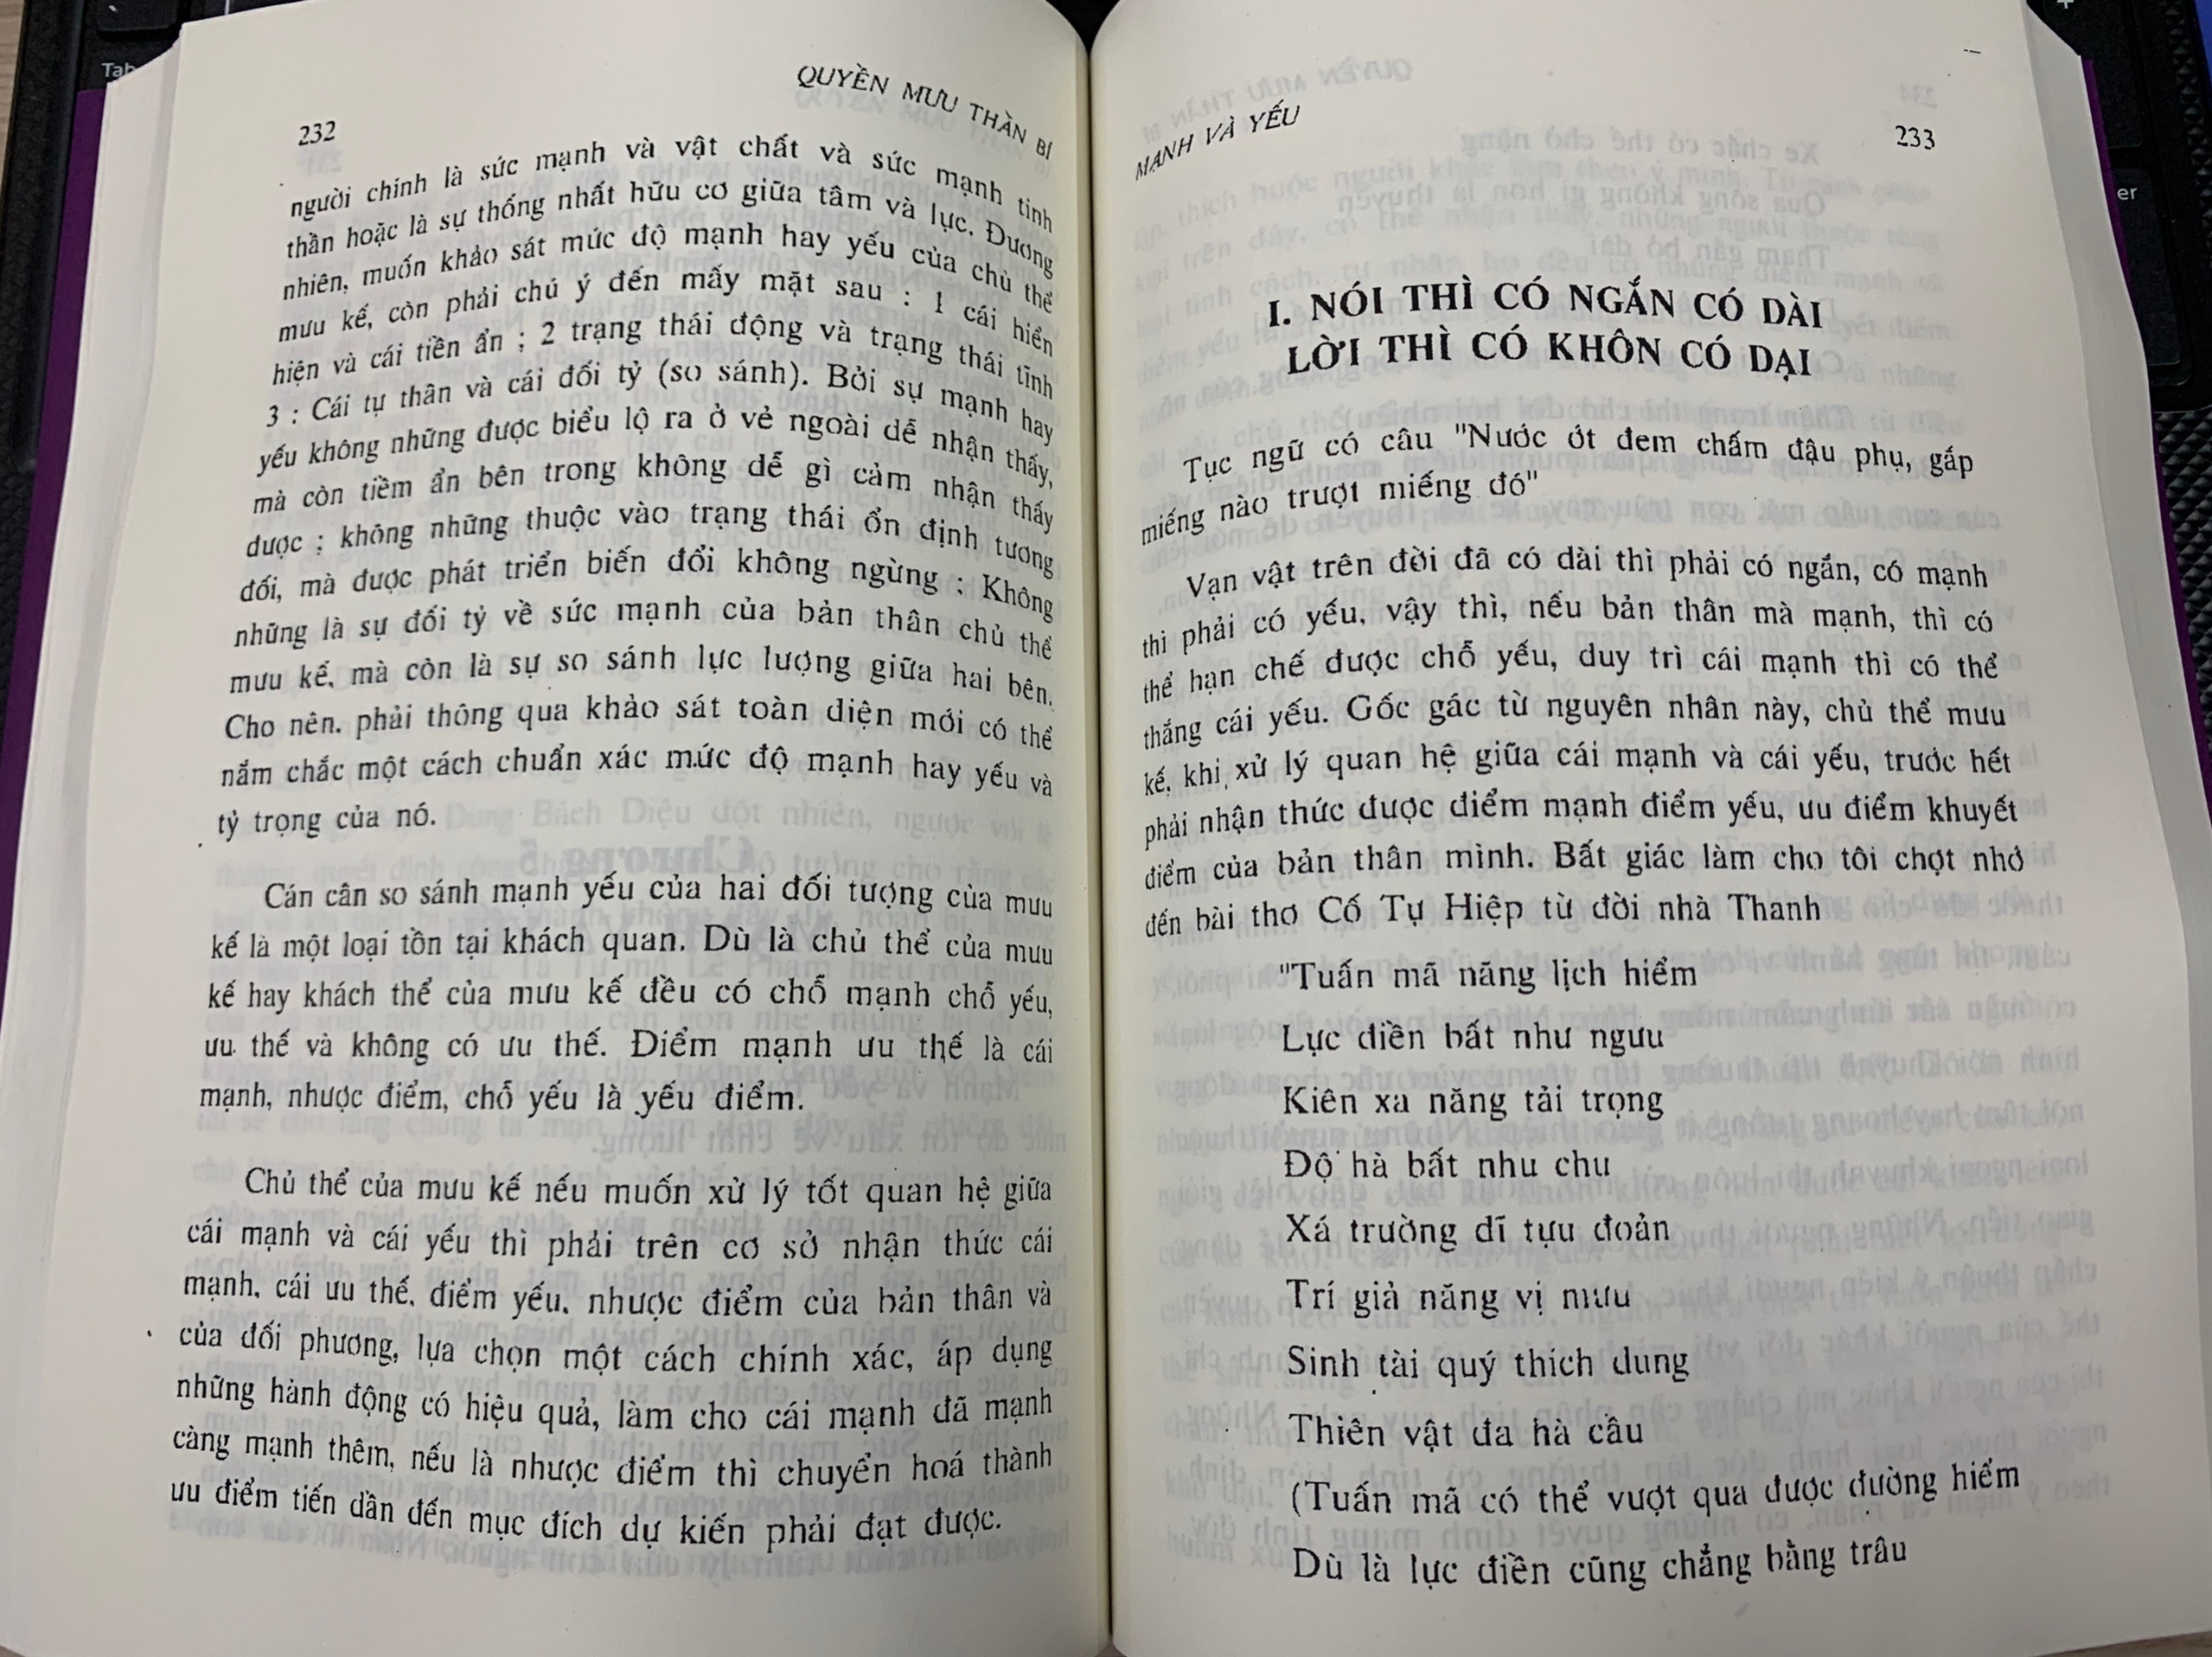 232
QUYỀN MƯU THẦN BÍ
người chính là sức mạnh và vật chất và sức mạnh tinh
thần hoặc là sự thống nhất hữu cơ giữa tâm và lực. Đương
nhiên, muốn khảo sát mức độ mạnh hay yếu của chủ thể
mưu kế, còn phải chú ý đến mấy mặt sau : 1 cái hiển
hiện và cái tiền ẩn ; 2 trạng thái động và trạng thái tĩnh
3 : Cái tự thân và cái đối tỷ (so sánh). Bởi sự mạnh hay
yếu không những được biểu lộ ra ở vẻ ngoài dễ nhận thấy,
mà còn tiềm ẩn bên trong không dễ gì cảm nhận thấy
được ; không những thuộc vào trạng thái ổn định tương
đối, mà được phát triển biến đổi không ngừng ; Không
những là sự đối tỷ về sức mạnh của bản thân chủ thể
mưu kế, mà còn là sự so sánh lực lượng giữa hai bên.
Cho nên. phải thông qua khảo sát toàn diện mới có thể
nắm chắc một cách chuẩn xác mức độ mạnh hay yếu và
tỷ trọng của nó.
Cán cân so sánh mạnh yếu của hai đối tượng của mưu
kế là một loại tồn tại khách quan. Dù là chủ thể của mưu
kế hay khách thể của mưu kế đều có chỗ mạnh chỗ yếu,
ưu thế và không có ưu thế. Điểm mạnh ưu thế là cái
mạnh, nhược điểm, chỗ yếu là yếu điểm.
Chủ thể của mưu kế nếu muốn xử lý tốt quan hệ giữa
cái mạnh và cái yếu thì phải trên cơ sở nhận thức cái
mạnh, cái ưu thế, điểm yếu, nhược điểm của bản thân và
của đối phương, lựa chọn một cách chính xác, áp dụng
những hành động có hiệu quả, làm cho cái mạnh đã mạnh
càng mạnh thêm, nếu là nhược điểm thì chuyển hoá thành
ưu điểm tiến dần đến mục đích dự kiến phải đạt được.
MẠNH VÀ YẾU
233
I. NÓI THÌ CÓ NGẮN CÓ DÀI
LỜI THÌ CÓ KHÔN CÓ DẠI
Tục ngữ có câu "Nước ớt đem chấm đậu phụ, gắp
miếng nào trượt miếng đó"
Vạn vật trên đời đã có dài thì phải có ngắn, có mạnh
thì phải có yếu, vậy thì, nếu bản thân mà mạnh, thì có
thể hạn chế được chỗ yếu, duy trì cái mạnh thì có thể
thắng cái yếu. Gốc gác từ nguyên nhân này, chủ thể mưu
kế, khi xử lý quan hệ giữa cái mạnh và cái yếu, trước hết
phải nhận thức được điểm mạnh điểm yếu, ưu điểm khuyết
điểm của bản thân mình. Bất giác làm cho tôi chợt nhớ
đến bài thơ Cố Tự Hiệp từ đời nhà Thanh
"Tuấn mã năng lịch hiểm
Lực điền bất như ngưu
Kiên xa năng tải trọng
Độ hà bất như chu
Xá trường dĩ tựu đoản
Trí giả năng vị mưu
Sinh tài quý thích dung
Thiên vật đa hà cầu
(Tuấn mã có thể vượt qua được đường hiểm
Dù là lực điền cũng chẳng bằng trâu